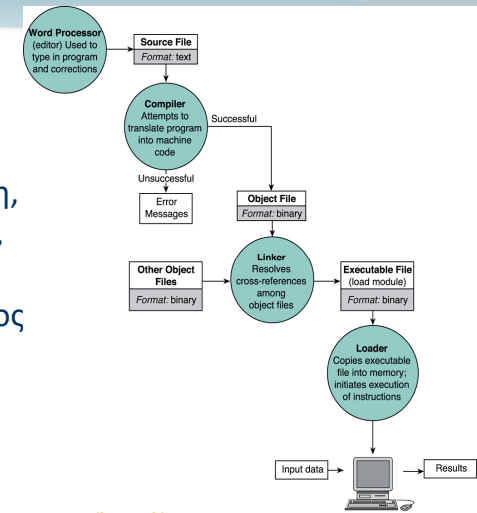 Word Processor
(editor) Used to
type in program
and corrections
Source File
Format: text
Compiler
Attempts to
translate program
into machine
code
Successful
Unsuccessful
Error
Messages
Object File
Format: binary
Other Object
Files
Format: binary
Linker
Resolves
cross-references
among
object files
Executable File
(load module)
Format: binary
Loader
Copies executable
file into memory;
initiates execution
of instructions
Input data
Results
η,
,
ος